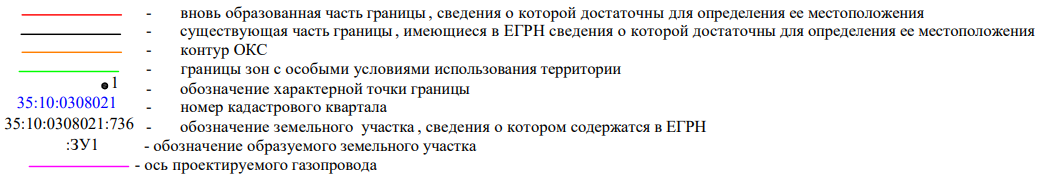 - вновь образованная часть границы, сведения о которой достаточны для определения ее местоположения
- существующая часть границы, имеющиеся в ЕГРН сведения о которой достаточны для определения ее местоположения
- контур ОКС
- границы зон с особыми условиями использования территории
1 - обозначение характерной точки границы
35:10:0308021 - номер кадастрового квартала
35:10:0308021:736 - обозначение земельного участка, сведения о котором содержатся в ЕГРН
:ЗУ1 - обозначение образуемого земельного участка
- ось проектируемого газопровода